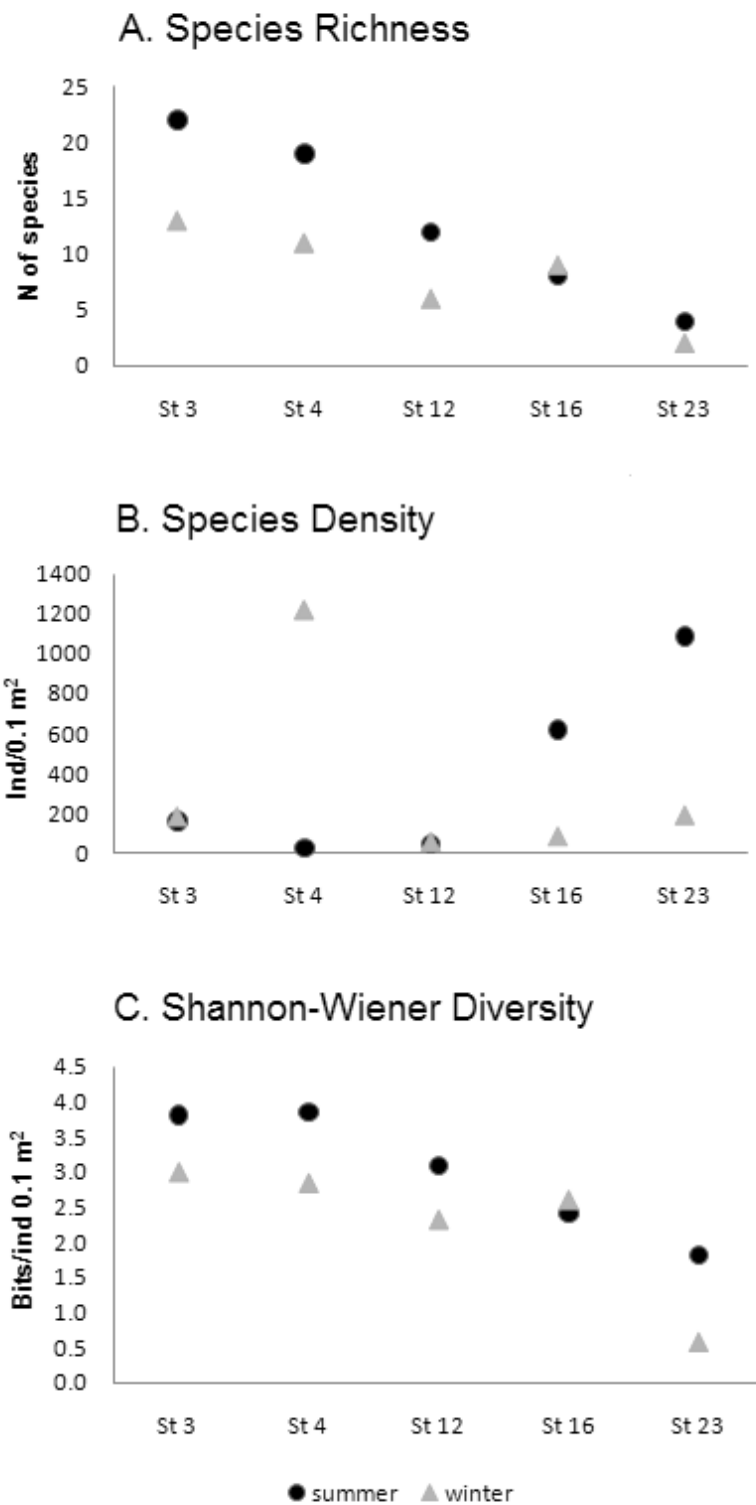 A. Species Richness
N of species
25
20
15
10
5
0
St 3 St 4 St 12 St 16 St 23
B. Species Density
Ind/0.1 m²
1400
1200
1000
800
600
400
200
0
St 3 St 4 St 12 St 16 St 23
C. Shannon-Wiener Diversity
Bits/ind 0.1 m²
4.5
4.0
3.5
3.0
2.5
2.0
1.5
1.0
0.5
0.0
St 3 St 4 St 12 St 16 St 23
summer winter